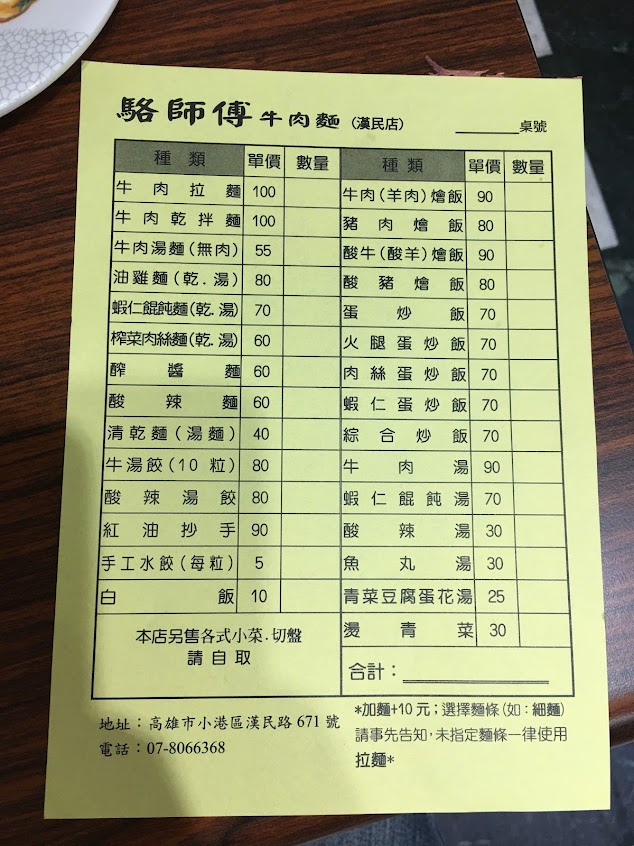 駱師傅牛肉麵 (漢民店) ______桌號
種類 單價 數量
牛肉拉麵 100
牛肉乾拌麵 100
牛肉湯麵(無肉) 55
油雞麵(乾.湯) 80
蝦仁餛飩麵(乾.湯) 70
榨菜肉絲麵(乾.湯) 60
醡醬麵 60
酸辣麵 60
清乾麵(湯麵) 40
牛湯餃(10 粒) 80
酸辣湯餃 80
紅油抄手 90
手工水餃(每粒) 5
白飯 10
本店另售各式小菜.切盤
請自取
種類 單價 數量
牛肉(羊肉)燴飯 90
豬肉燴飯 80
酸牛(酸羊)燴飯 90
酸豬燴飯 80
蛋炒飯 70
火腿蛋炒飯 70
肉絲蛋炒飯 70
蝦仁蛋炒飯 70
綜合炒飯 70
牛肉湯 90
蝦仁餛飩湯 70
酸辣湯 30
魚丸湯 30
青菜豆腐蛋花湯 25
燙青菜 30
合計：______________
地址：高雄市小港區漢民路 671 號
電話：07-8066368
*加麵+10 元；選擇麵條(如：細麵)
請事先告知,未指定麵條一律使用
拉麵*